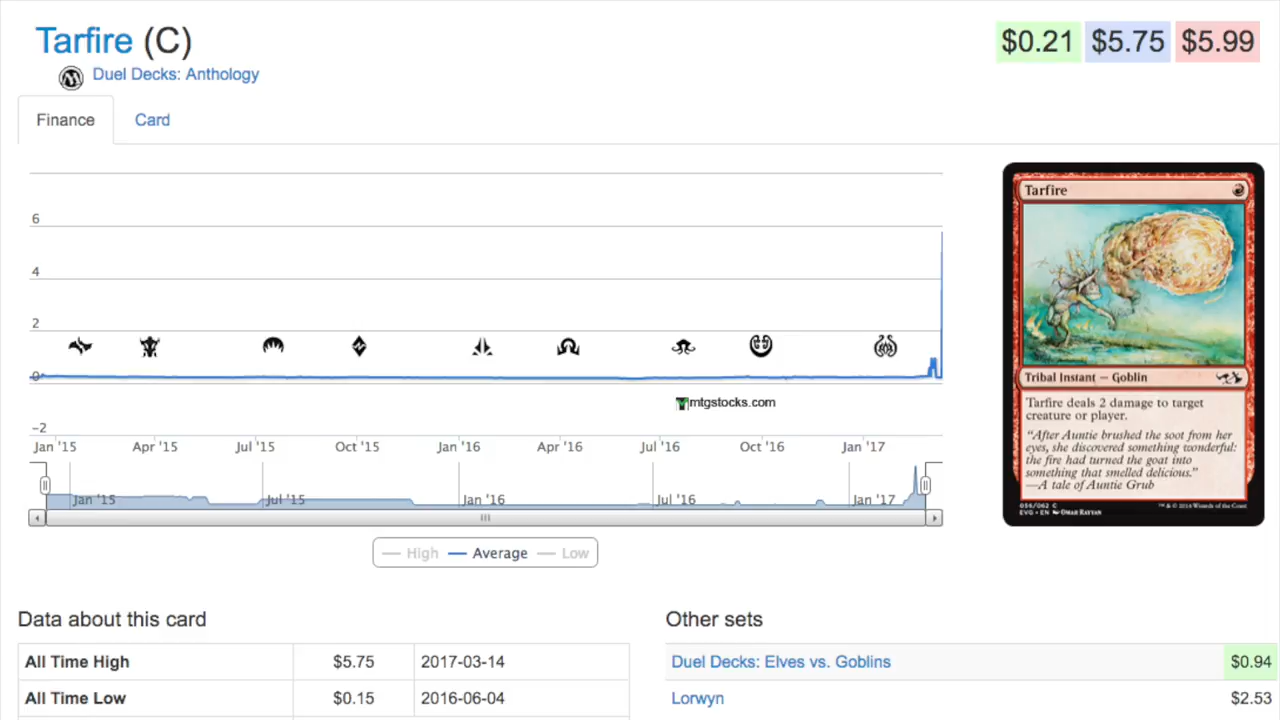 Tarfire (C)
$0.21 $5.75 $5.99
Duel Decks: Anthology
Finance Card
6
4
2
0
-2
mtgstocks.com
Jan '15 Apr '15 Jul '15 Oct '15 Jan '16 Apr '16 Jul '16 Oct '16 Jan '17
Jan '15 Jul '15 Jan '16 Jul '16 Jan '17
High Average Low
Tarfire
Tribal Instant — Goblin
Tarfire deals 2 damage to target
creature or player.
"After Auntie brushed the soot from her
eyes, she discovered something wonderful:
the fire had turned the goat into
something that smelled delicious."
—A tale of Auntie Grub
EVG • EN OMAR RAYYAN
Data about this card
All Time High $5.75 2017-03-14
All Time Low $0.15 2016-06-04
Other sets
Duel Decks: Elves vs. Goblins $0.94
Lorwyn $2.53